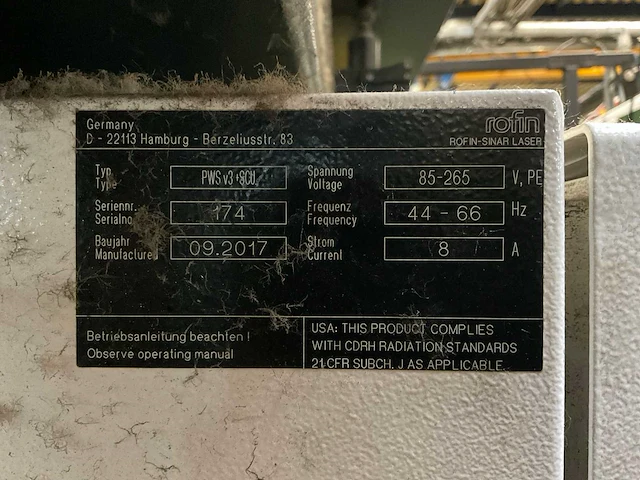 Germany
D - 22113 Hamburg - Berzeliusstr. 83
rofin
ROFIN-SINAR LASER
Typ
Type
PWS v3+SCU
Spannung
Voltage
85-265
V, PE
Seriennr.
Serialno.
174
Frequenz
Frequency
44 - 66
Hz
Baujahr
Manufactured
09.2017
Strom
Current
8
A
Betriebsanleitung beachten !
Observe operating manual
USA: THIS PRODUCT COMPLIES
WITH CDRH RADIATION STANDARDS
21 CFR SUBCH. J AS APPLICABLE.